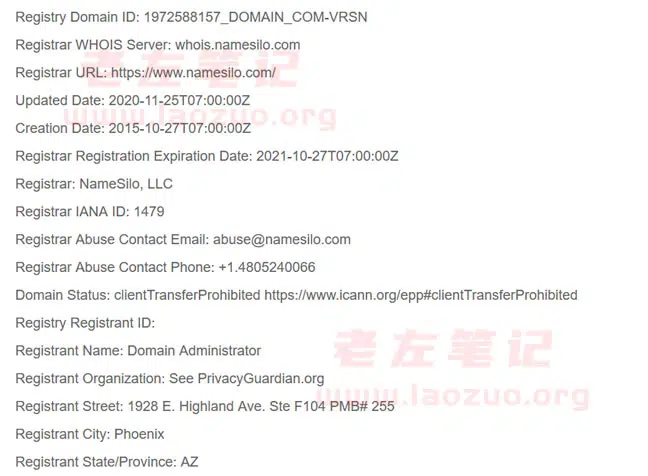 Registry Domain ID: 1972588157_DOMAIN_COM-VRSN
Registrar WHOIS Server: whois.namesilo.com
Registrar URL: https://www.namesilo.com/
老左笔记
Updated Date: 2020-11-25T07:00:00Z
www.laozuo.org
Creation Date: 2015-10-27T07:00:00Z
Registrar Registration Expiration Date: 2021-10-27T07:00:00Z
Registrar: NameSilo, LLC
Registrar IANA ID: 1479
Registrar Abuse Contact Email: abuse@namesilo.com
Registrar Abuse Contact Phone: +1.4805240066
Domain Status: clientTransferProhibited https://www.icann.org/epp#clientTransferProhibited
Registry Registrant ID:
Registrant Name: Domain Administrator
老左笔记
Registrant Organization: See PrivacyGuardian.org
www.laozuo.org
Registrant Street: 1928 E. Highland Ave. Ste F104 PMB# 255
Registrant City: Phoenix
Registrant State/Province: AZ